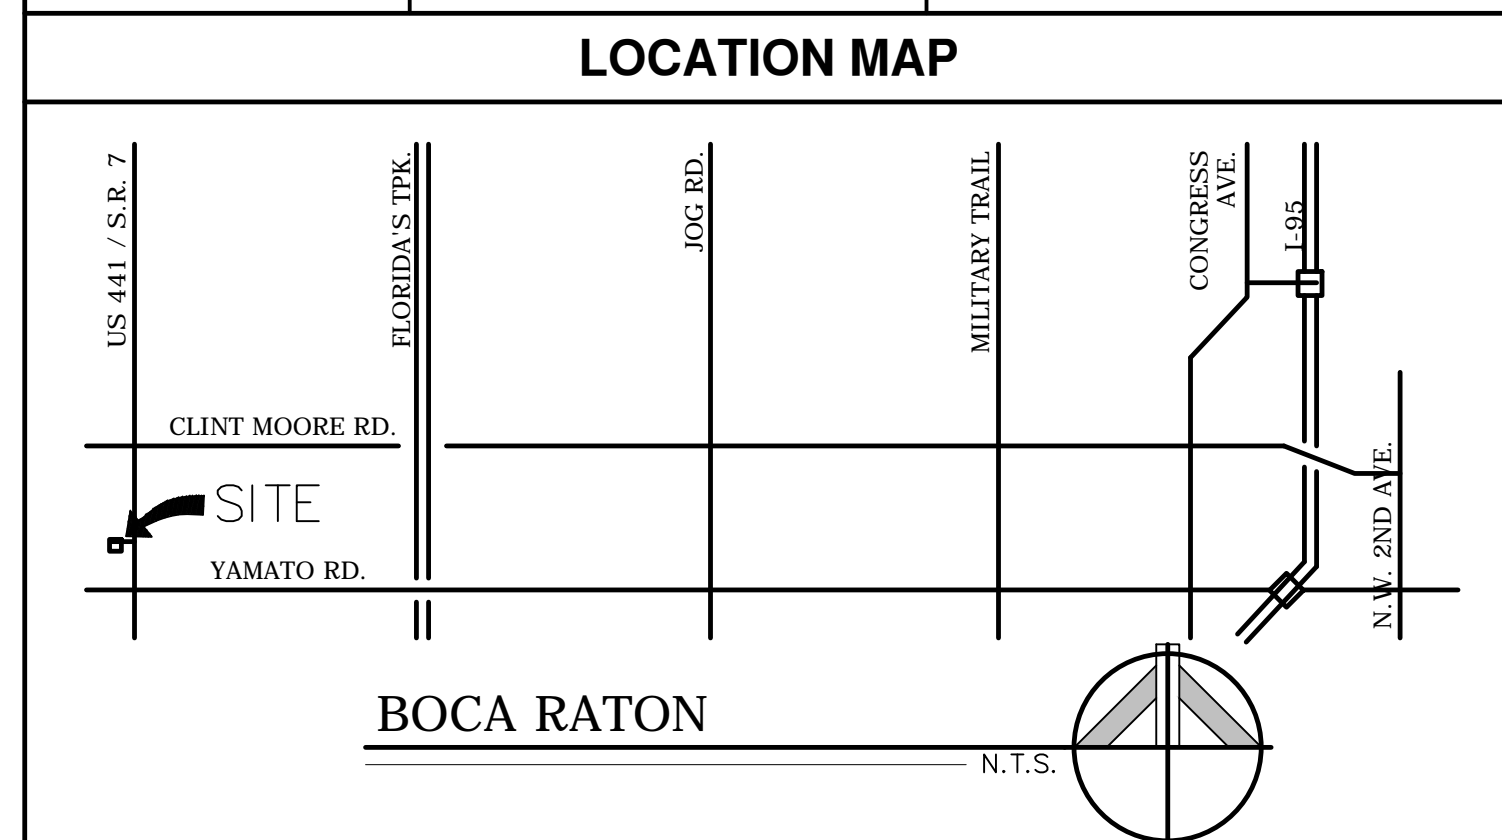 LOCATION MAP
US 441 / S.R. 7
FLORIDA'S TPK.
JOG RD.
MILITARY TRAIL
CONGRESS
AVE.
I-95
CLINT MOORE RD.
SITE
YAMATO RD.
N.W. 2ND AVE.
BOCA RATON
N.T.S.